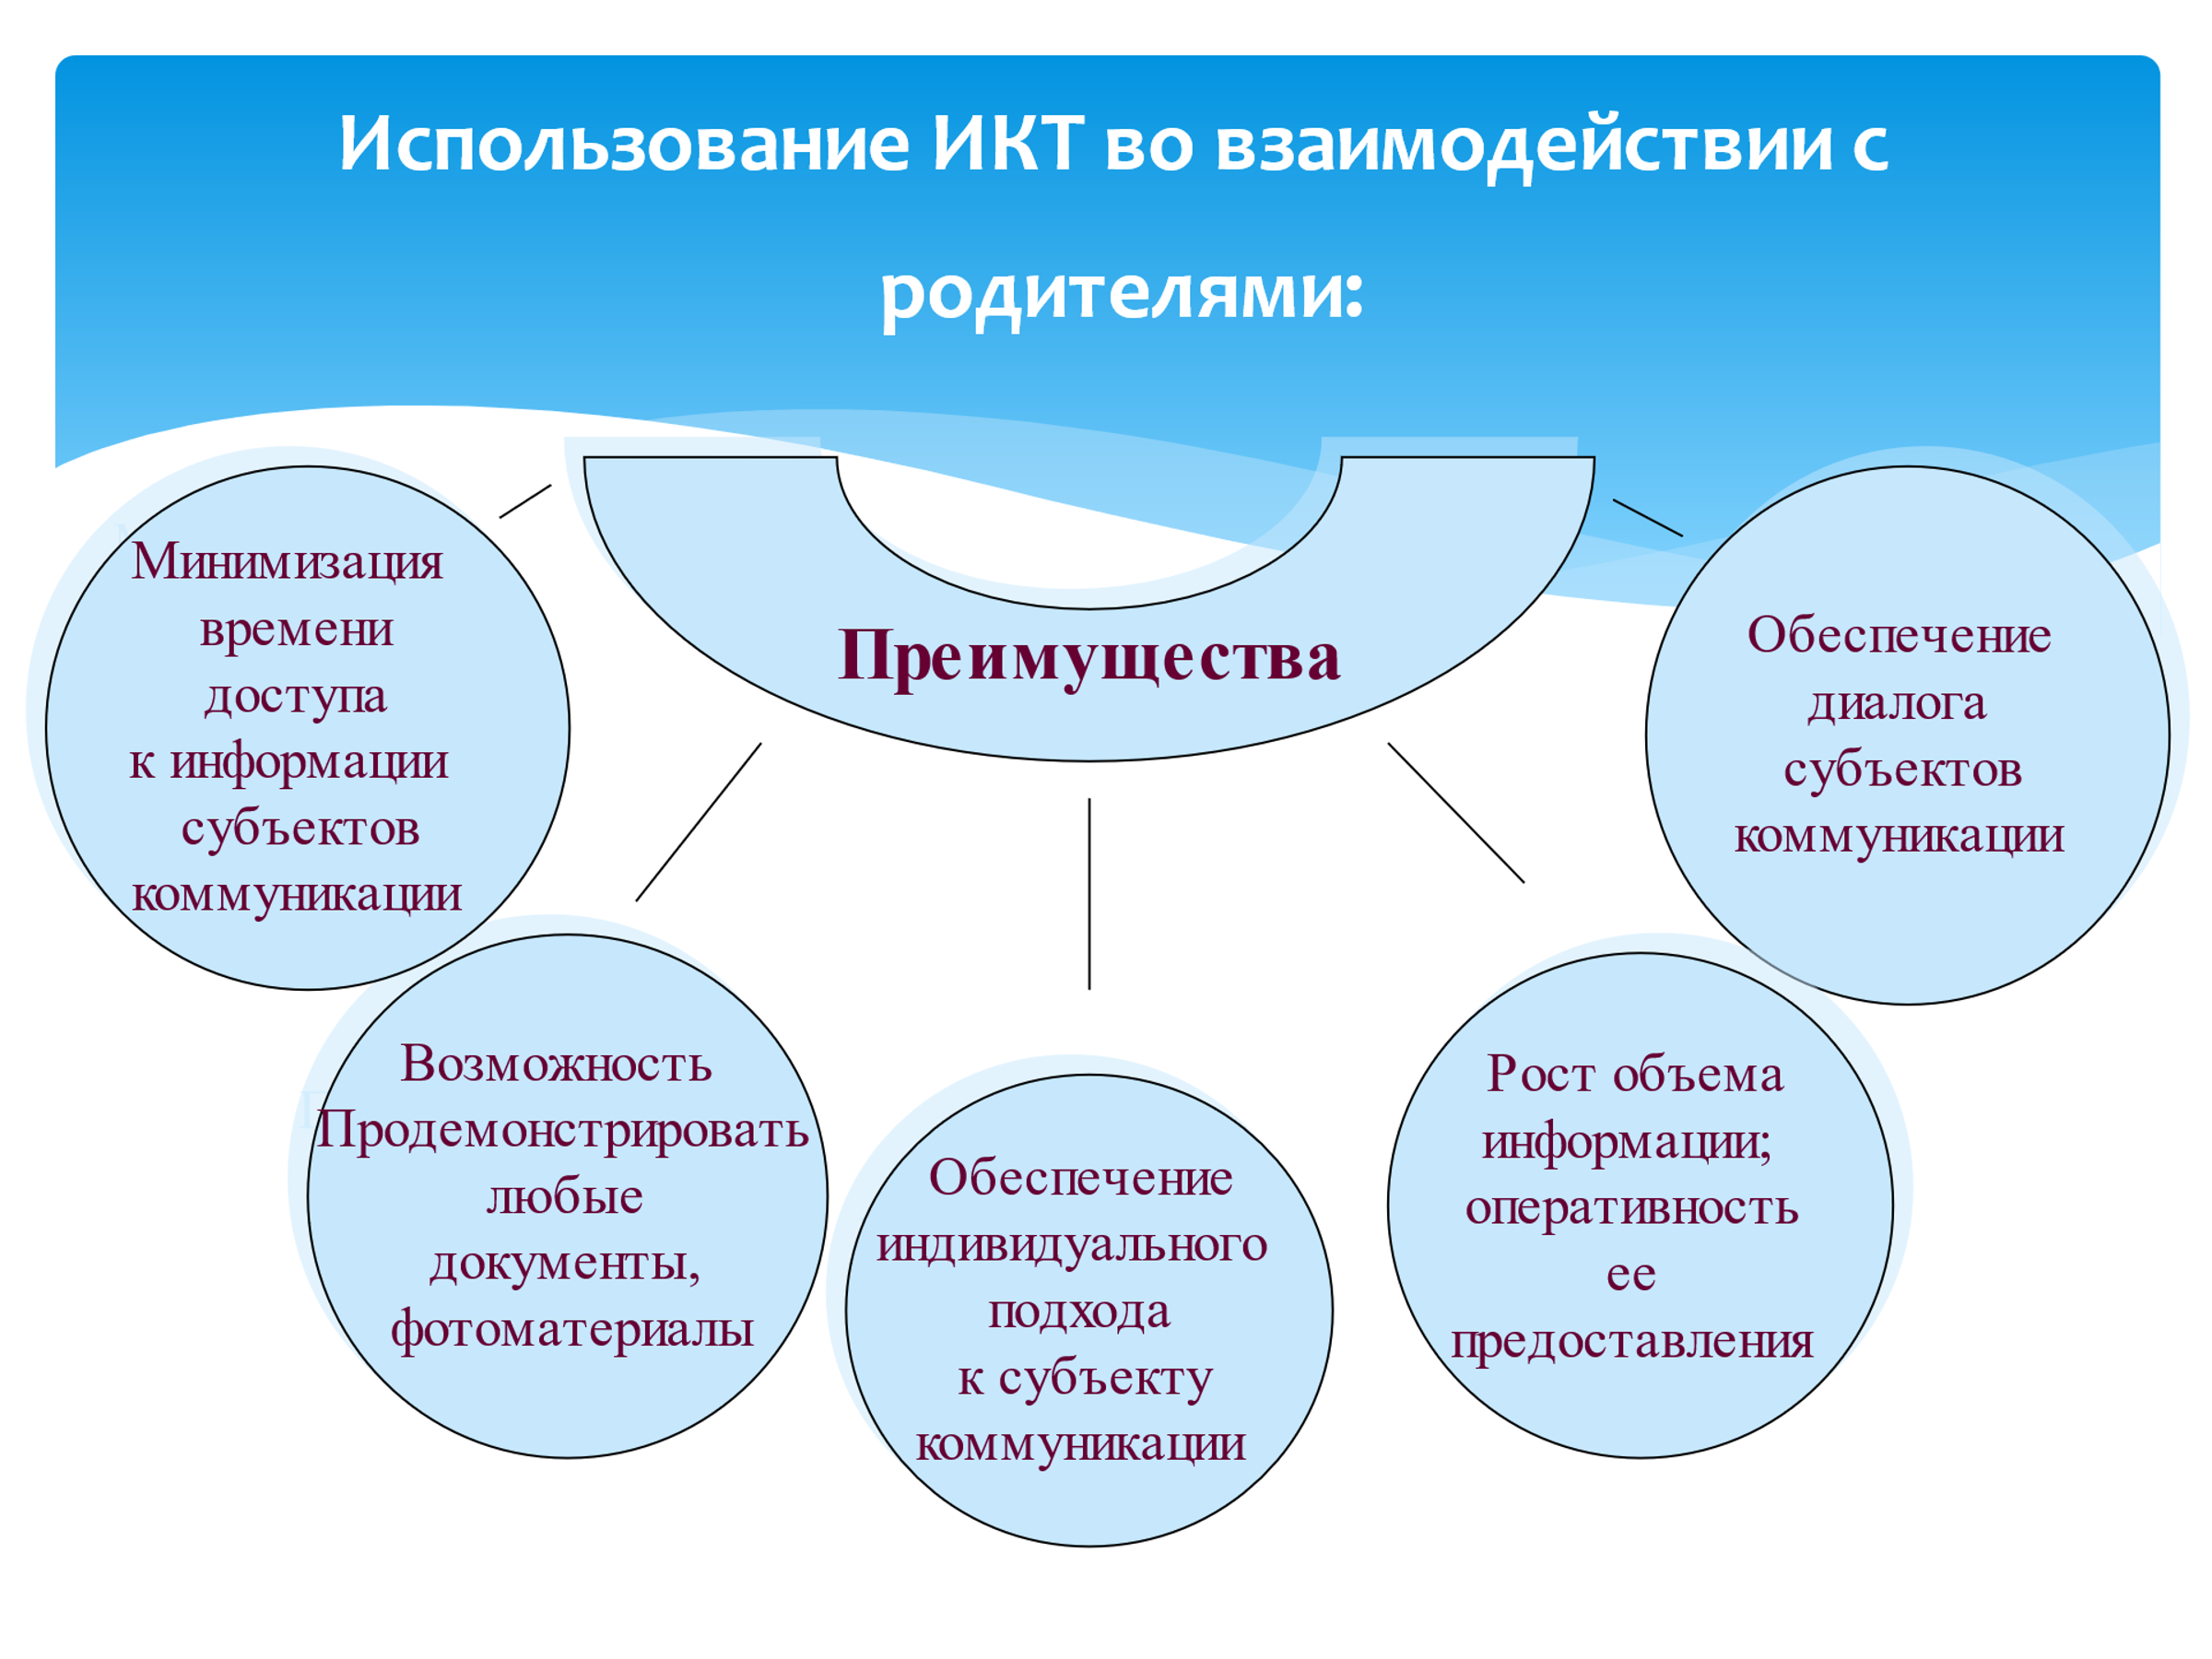 Использование ИКТ во взаимодействии с
родителями:
Преимущества
Минимизация
времени
доступа
к информации
субъектов
коммуникации
Возможность
Продемонстрировать
любые
документы,
фотоматериалы
Обеспечение
индивидуального
подхода
к субъекту
коммуникации
Рост объема
информации;
оперативность
ее
предоставления
Обеспечение
диалога
субъектов
коммуникации